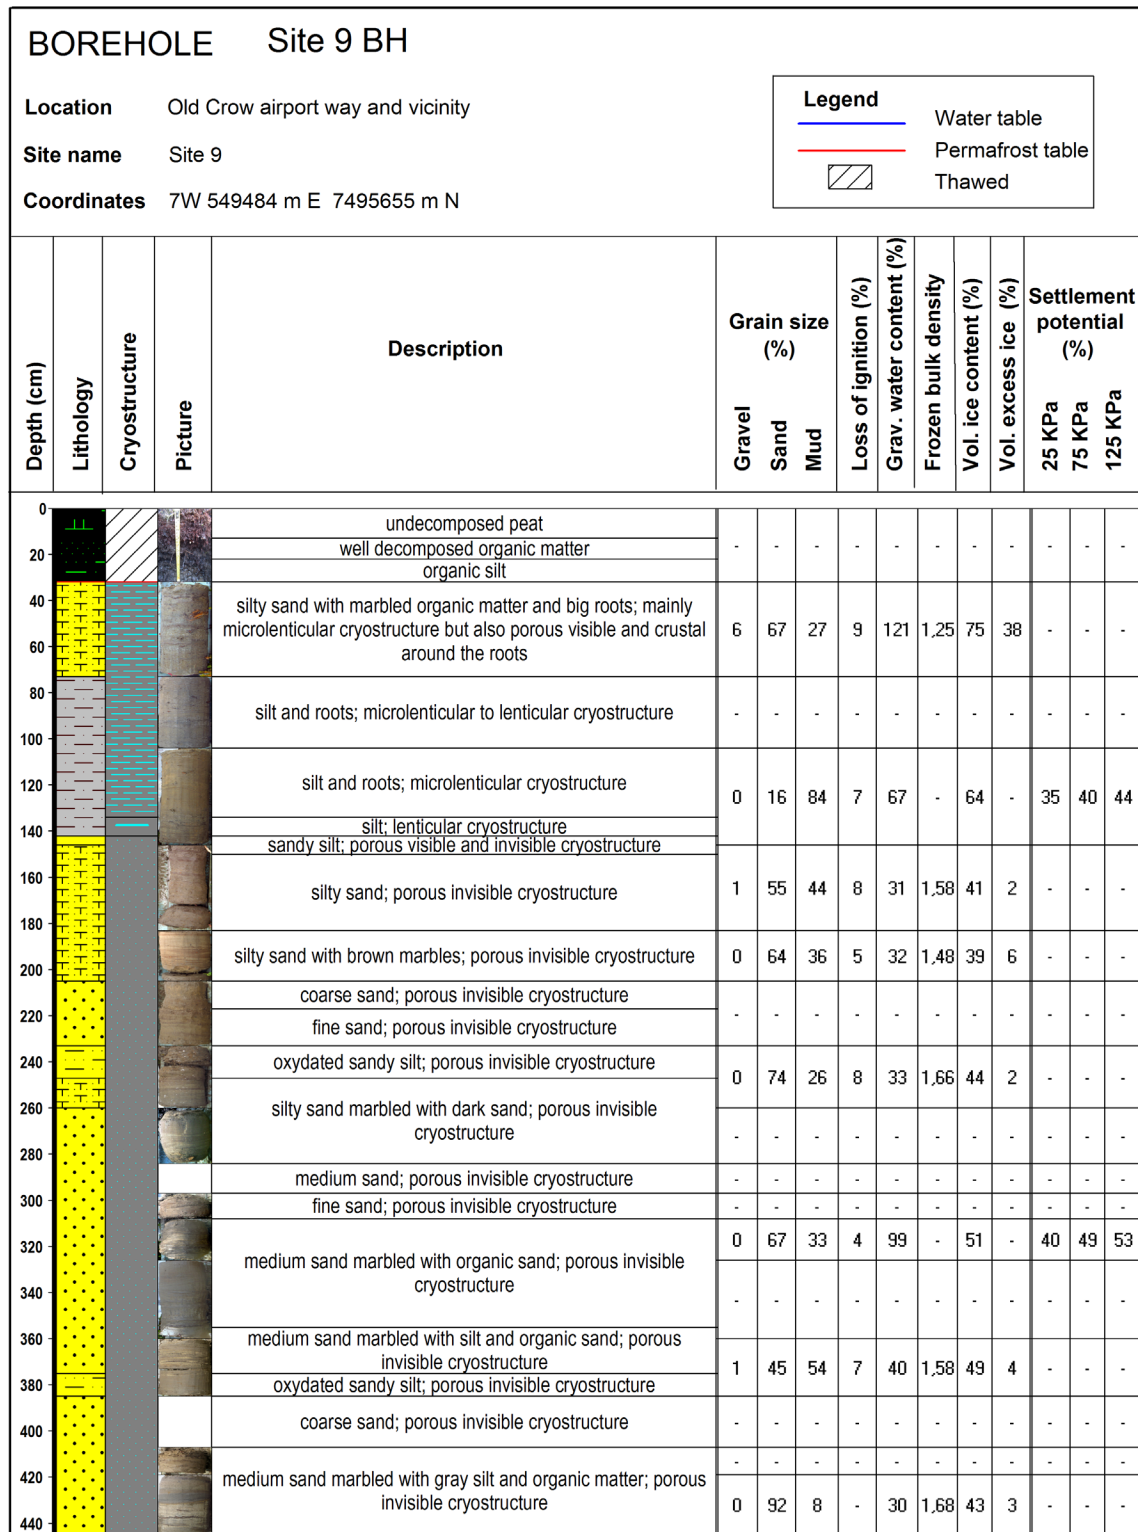 BOREHOLE Site 9 BH
Location Old Crow airport way and vicinity
Site name Site 9
Coordinates 7W 549484 m E 7495655 m N
Legend
Water table
Permafrost table
Thawed
Depth (cm)
Lithology
Cryostructure
Picture
Description
Grain size
(%)
Gravel
Sand
Mud
Loss of ignition (%)
Grav. water content (%)
Frozen bulk density
Vol. ice content (%)
Vol. excess ice (%)
Settlement
potential
(%)
25 KPa
75 KPa
125 KPa
0
undecomposed peat
well decomposed organic matter
- - - - - - - - - - -
20
organic silt
40
silty sand with marbled organic matter and big roots; mainly
microlenticular cryostructure but also porous visible and crustal
around the roots
6 67 27 9 121 1,25 75 38 - - -
60
80
silt and roots; microlenticular to lenticular cryostructure
- - - - - - - - - - -
100
120
silt and roots; microlenticular cryostructure
0 16 84 7 67 - 64 - 35 40 44
silt; lenticular cryostructure
140
sandy silt; porous visible and invisible cryostructure
160
silty sand; porous invisible cryostructure
1 55 44 8 31 1,58 41 2 - - -
180
silty sand with brown marbles; porous invisible cryostructure
0 64 36 5 32 1,48 39 6 - - -
200
coarse sand; porous invisible cryostructure
- - - - - - - - - - -
220
fine sand; porous invisible cryostructure
240
oxydated sandy silt; porous invisible cryostructure
0 74 26 8 33 1,66 44 2 - - -
260
silty sand marbled with dark sand; porous invisible
cryostructure
- - - - - - - - - - -
280
medium sand; porous invisible cryostructure
- - - - - - - - - - -
300
fine sand; porous invisible cryostructure
- - - - - - - - - - -
320
0 67 33 4 99 - 51 - 40 49 53
medium sand marbled with organic sand; porous invisible
cryostructure
340
- - - - - - - - - - -
360
medium sand marbled with silt and organic sand; porous
invisible cryostructure
1 45 54 7 40 1,58 49 4 - - -
380
oxydated sandy silt; porous invisible cryostructure
400
coarse sand; porous invisible cryostructure
- - - - - - - - - - -
- - - - - - - - - - -
420
medium sand marbled with gray silt and organic matter; porous
invisible cryostructure
0 92 8 - 30 1,68 43 3 - - -
440